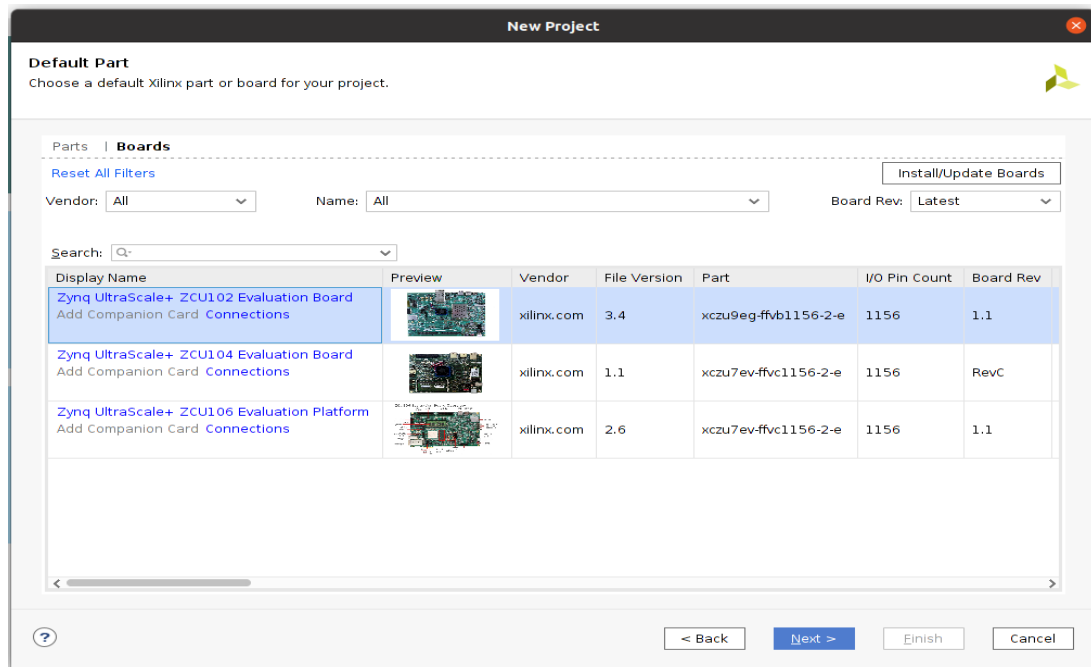 New Project
Default Part
Choose a default Xilinx part or board for your project.
Parts | Boards
Reset All Filters
Install/Update Boards
Vendor: All Name: All Board Rev: Latest
Search: Q-
Display Name Preview Vendor File Version Part I/O Pin Count Board Rev
Zynq UltraScale+ ZCU102 Evaluation Board
Add Companion Card Connections
xilinx.com 3.4 xczu9eg-ffvb1156-2-e 1156 1.1
Zynq UltraScale+ ZCU104 Evaluation Board
Add Companion Card Connections
xilinx.com 1.1 xczu7ev-ffvc1156-2-e 1156 RevC
Zynq UltraScale+ ZCU106 Evaluation Platform
Add Companion Card Connections
xilinx.com 2.6 xczu7ev-ffvc1156-2-e 1156 1.1
?
< Back Next > Finish Cancel